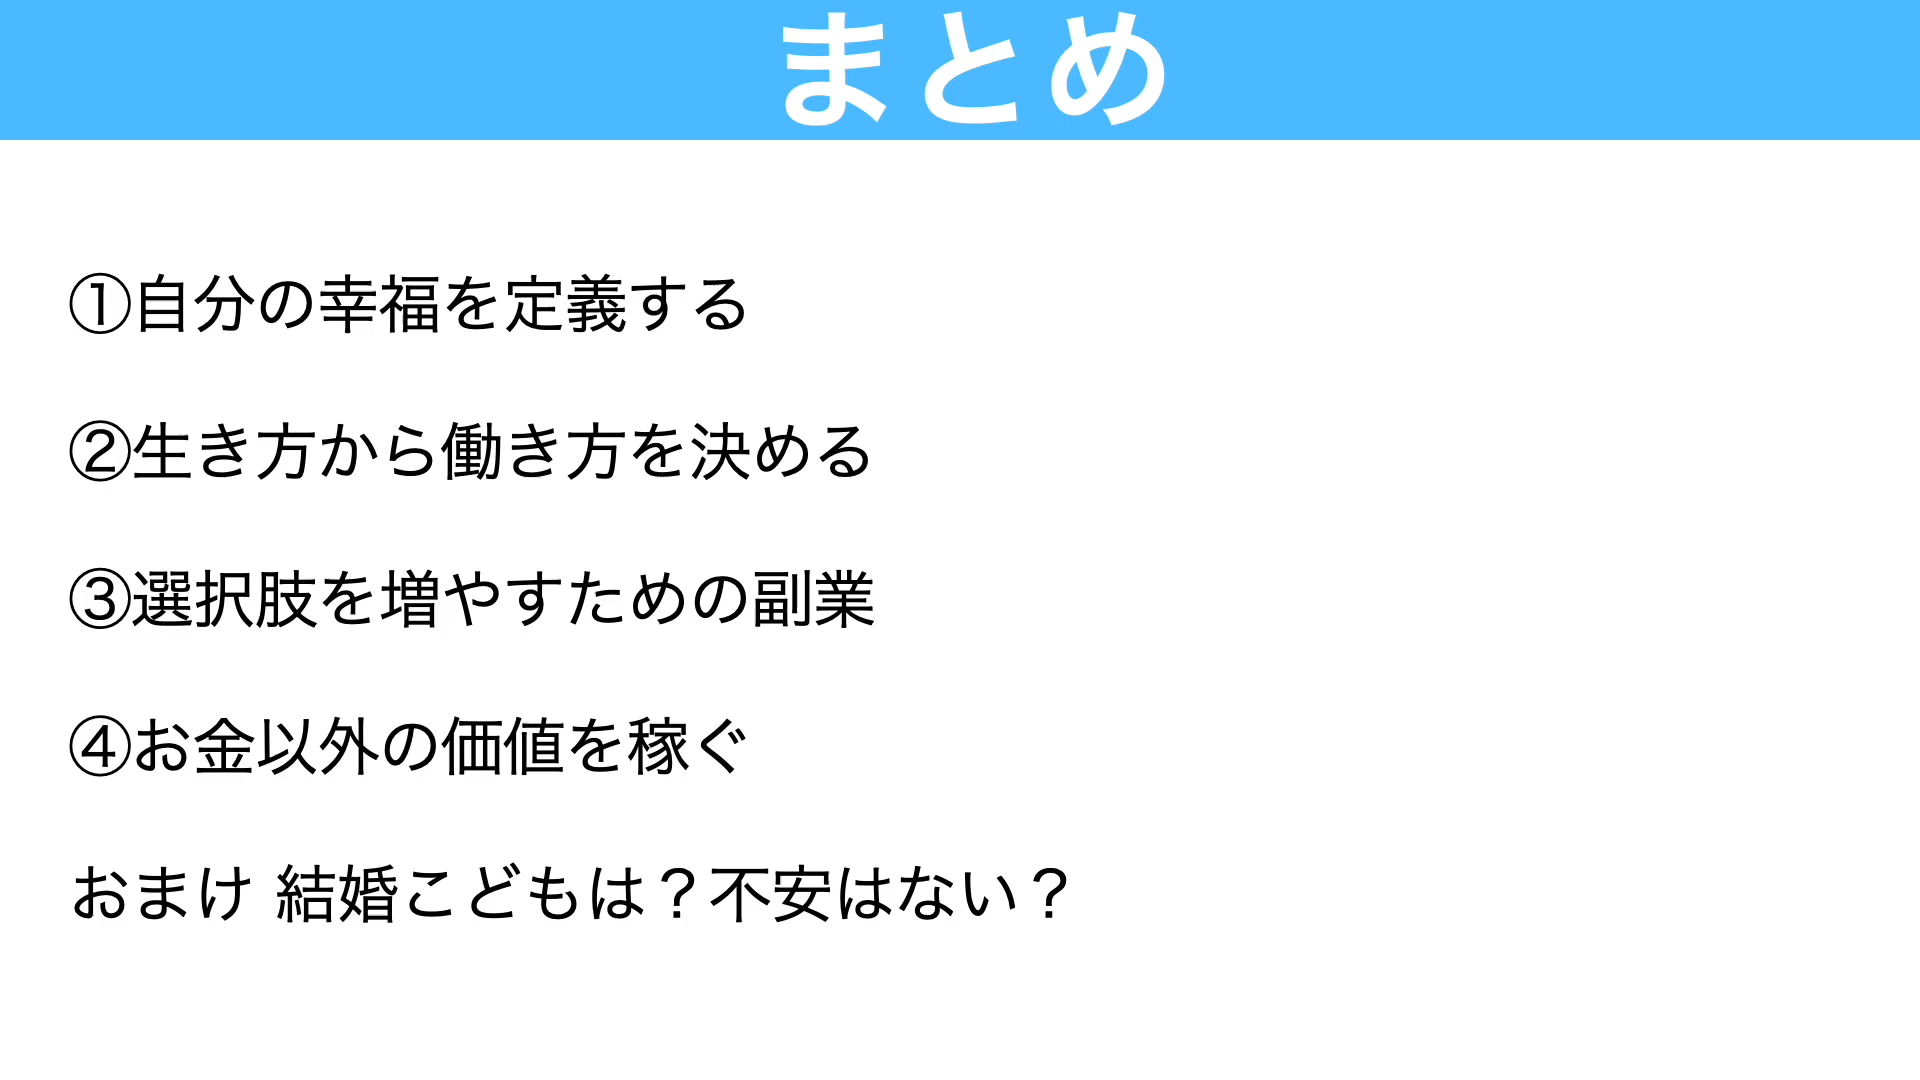 まとめ
①自分の幸福を定義する
②生き方から働き方を決める
③選択肢を増やすための副業
④お金以外の価値を稼ぐ
おまけ 結婚こどもは？不安はない？